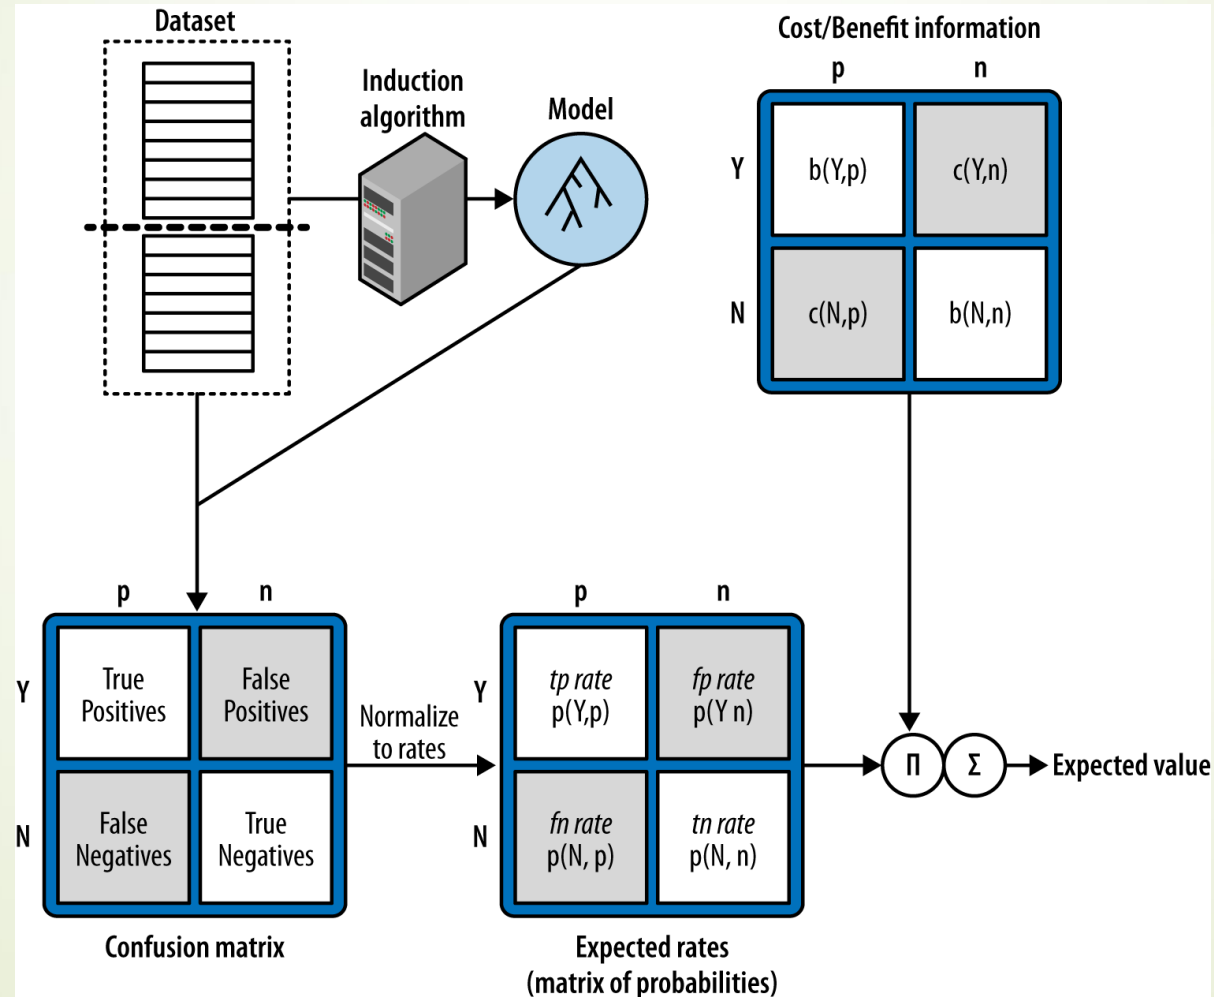 Dataset
Cost/Benefit information
p n
Induction
algorithm
Model
Y b(Y,p) c(Y,n)
N c(N,p) b(N,n)
p n
Y True
Positives
False
Positives
N False
Negatives
True
Negatives
Confusion matrix
Normalize
to rates
p n
Y tp rate
p(Y,p)
fp rate
p(Y n)
N fn rate
p(N, p)
tn rate
p(N, n)
Expected rates
(matrix of probabilities)
Π Σ Expected value